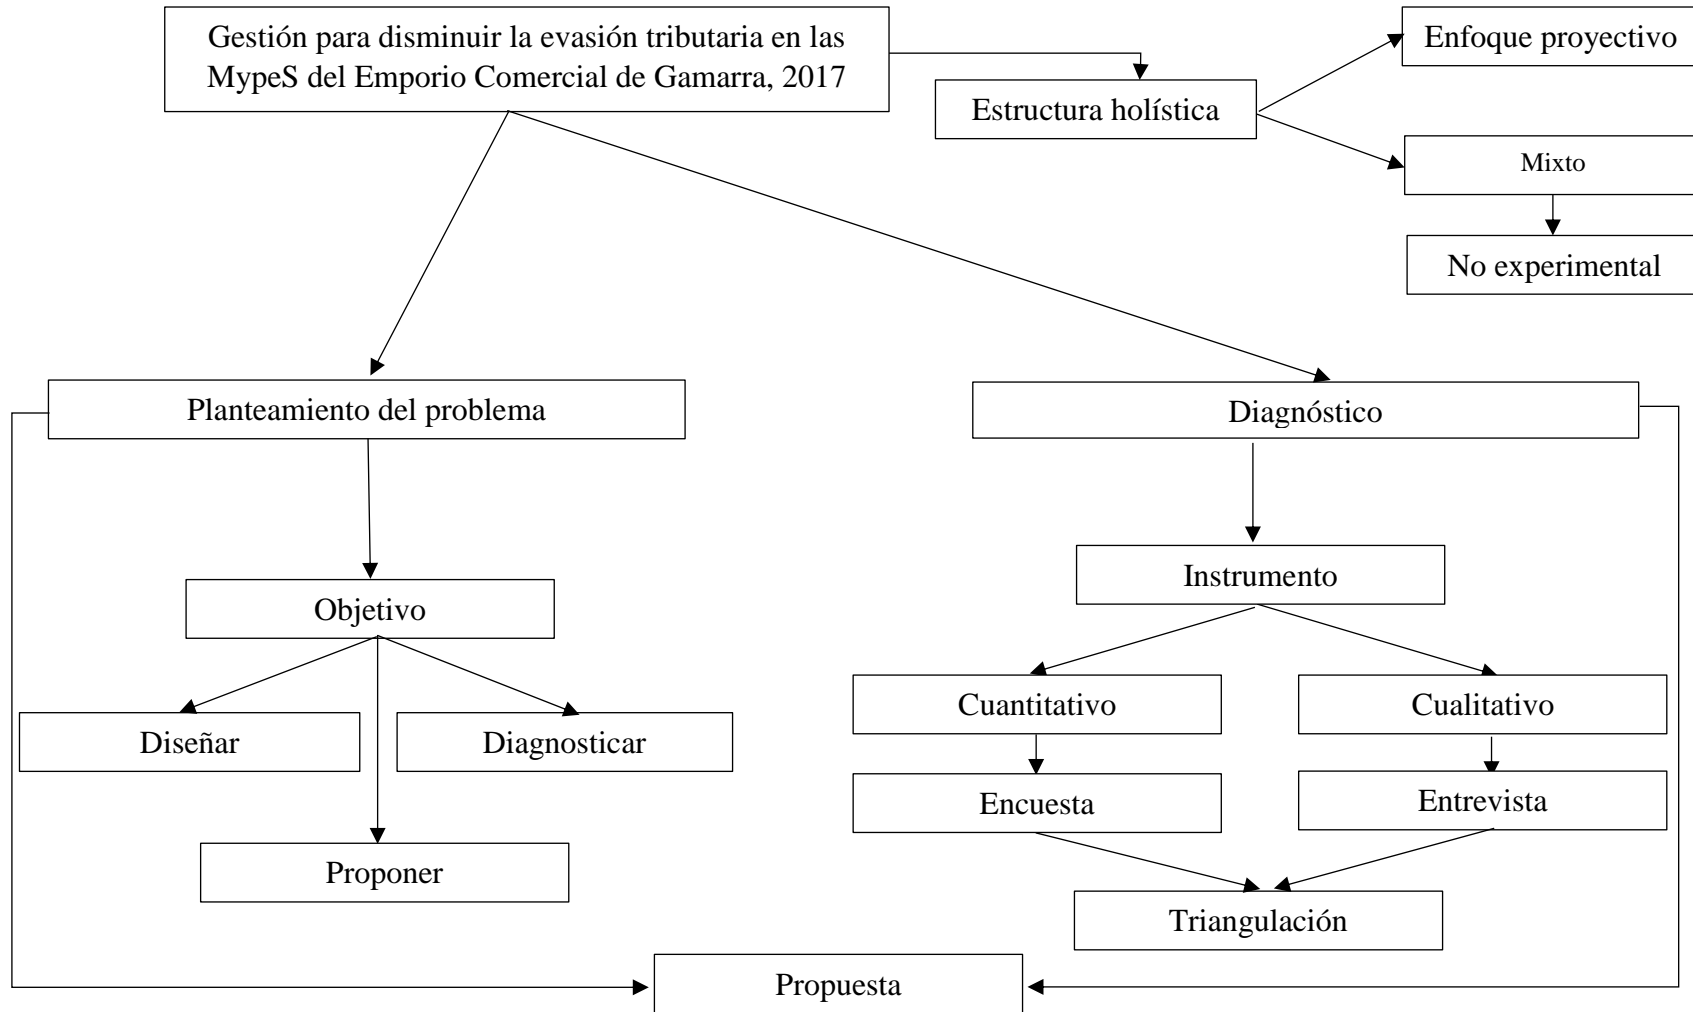 Gestión para disminuir la evasión tributaria en las
MypeS del Emporio Comercial de Gamarra, 2017
Enfoque proyectivo
Estructura holística
Mixto
No experimental
Planteamiento del problema
Diagnóstico
Objetivo
Instrumento
Diseñar
Diagnosticar
Cuantitativo
Cualitativo
Proponer
Encuesta
Entrevista
Triangulación
Propuesta